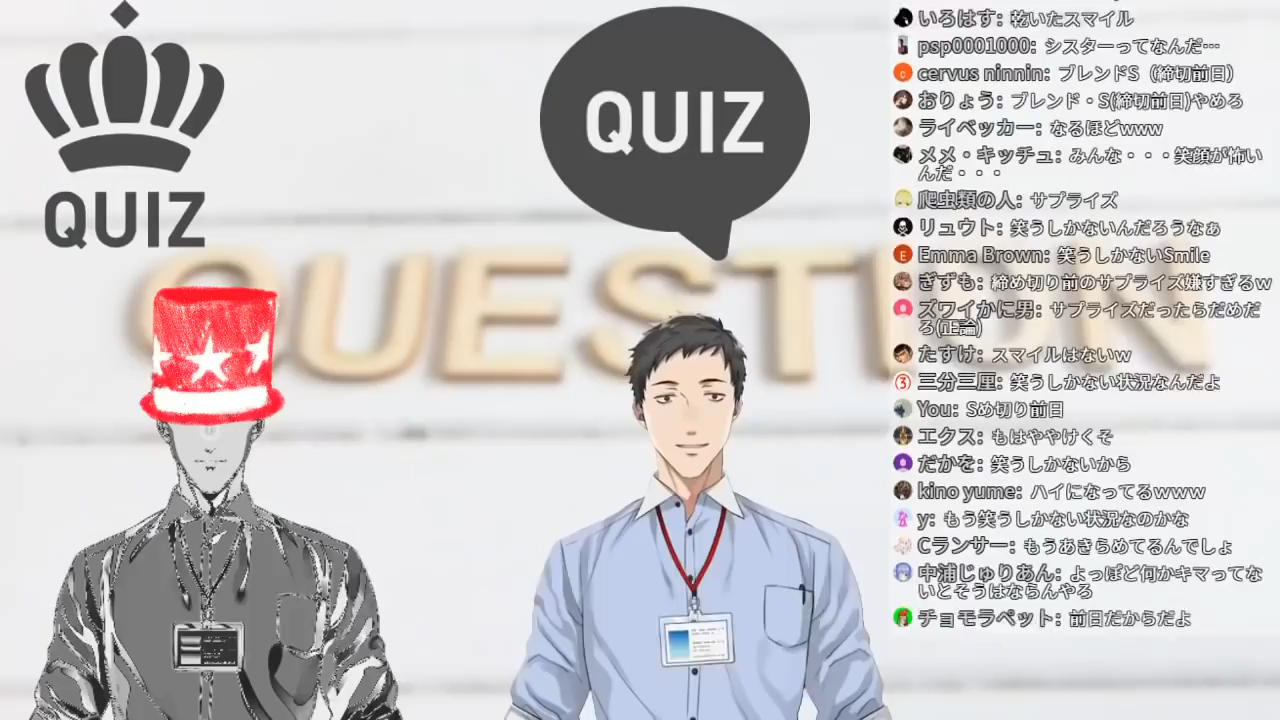 QUIZ
QUIZ
QUESTION
いろはす: 乾いたスマイル
psp0001000: シスターってなんだ…
cervus ninnin: ブレンドS（締切前日）
おりょう: ブレンド・S(締切前日)やめろ
ライベッカー: なるほどwww
メメ・キッチュ: みんな・・・笑顔が怖い
んだ・・・
爬虫類の人: サプライズ
リュウト: 笑うしかないんだろうなぁ
Emma Brown: 笑うしかないSmile
ぎずも: 締め切り前のサプライズ嫌すぎるw
ズワイかに男: サプライズだったらだめだ
ろ(正論)
たすけ: スマイルはないw
三分三厘: 笑うしかない状況なんだよ
You: Sめ切り前日
エクス: もはややけくそ
だかを: 笑うしかないから
kino yume: ハイになってるwww
y: もう笑うしかない状況なのかな
Cランサー: もうあきらめてるんでしょ
中浦じゅりあん: よっぽど何かキマってな
いとそうはならんやろ
チョモラペット: 前日だからだよ